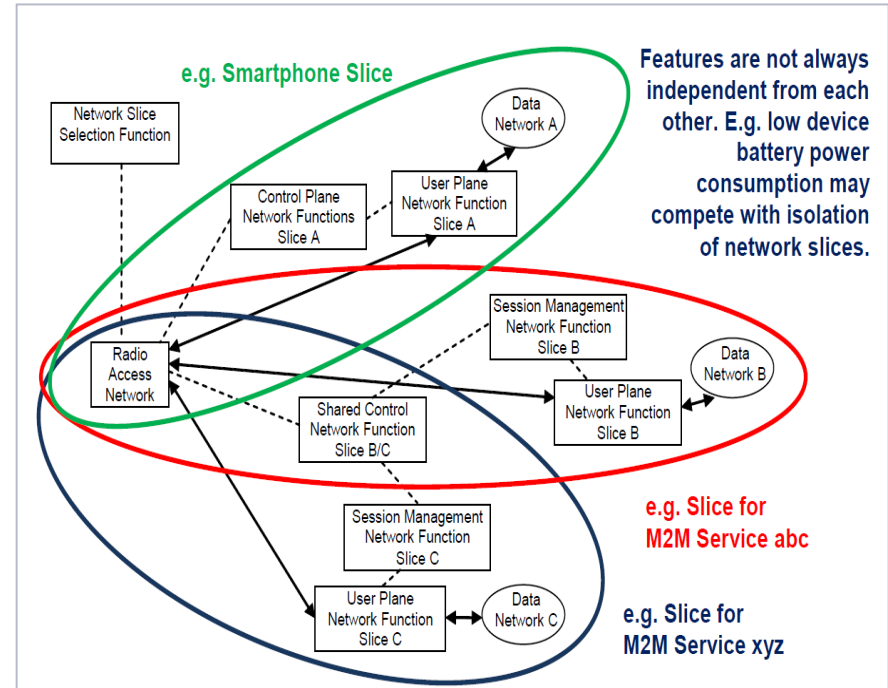 e.g. Smartphone Slice
Features are not always
independent from each
other. E.g. low device
battery power
consumption may
compete with isolation
of network slices.
Network Slice
Selection Function
Data
Network A
Control Plane
Network Functions
Slice A
User Plane
Network Function
Slice A
Session Management
Network Function
Slice B
Radio
Access
Network
Data
Network B
User Plane
Network Function
Slice B
Shared Control
Network Function
Slice B/C
Session Management
Network Function
Slice C
e.g. Slice for
M2M Service abc
User Plane
Network Function
Slice C
Data
Network C
e.g. Slice for
M2M Service xyz